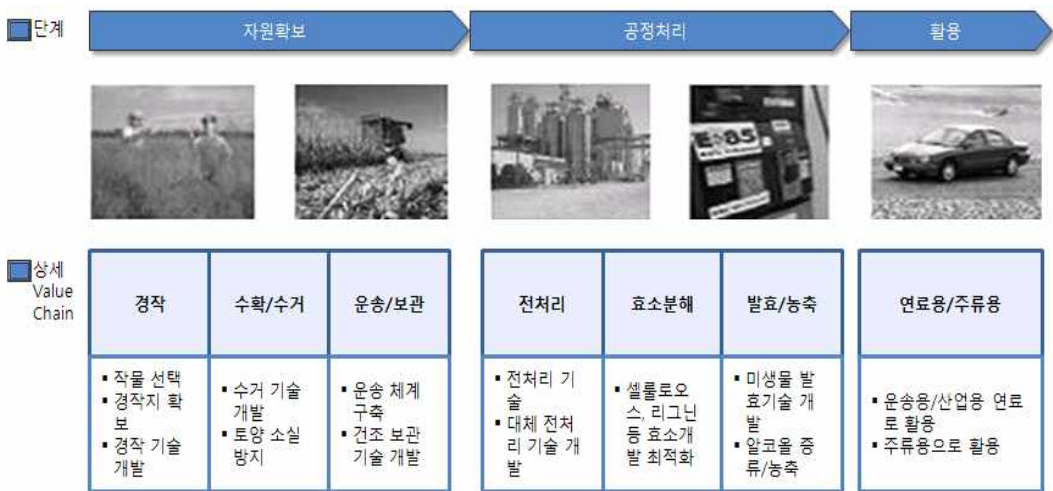 단계
자원확보
공정처리
활용
E85
상세
Value
Chain
경작
수확/수거
운송/보관
전처리
효소분해
발효/농축
연료용/주류용
▪ 작물 선택
▪ 경작지 확
보
▪ 경작 기술
개발
▪ 수거 기술
개발
▪ 토양 소실
방지
▪ 운송 체계
구축
▪ 건조 보관
기술 개발
▪ 전처리 기
술
▪ 대체 전처
리 기술 개
발
▪ 셀룰로오
스, 리그닌
등 효소개
발 최적화
▪ 미생물 발
효기술 개
발
▪ 알코올 증
류/농축
▪ 운송용/산업용 연료
로 활용
▪ 주류용으로 활용